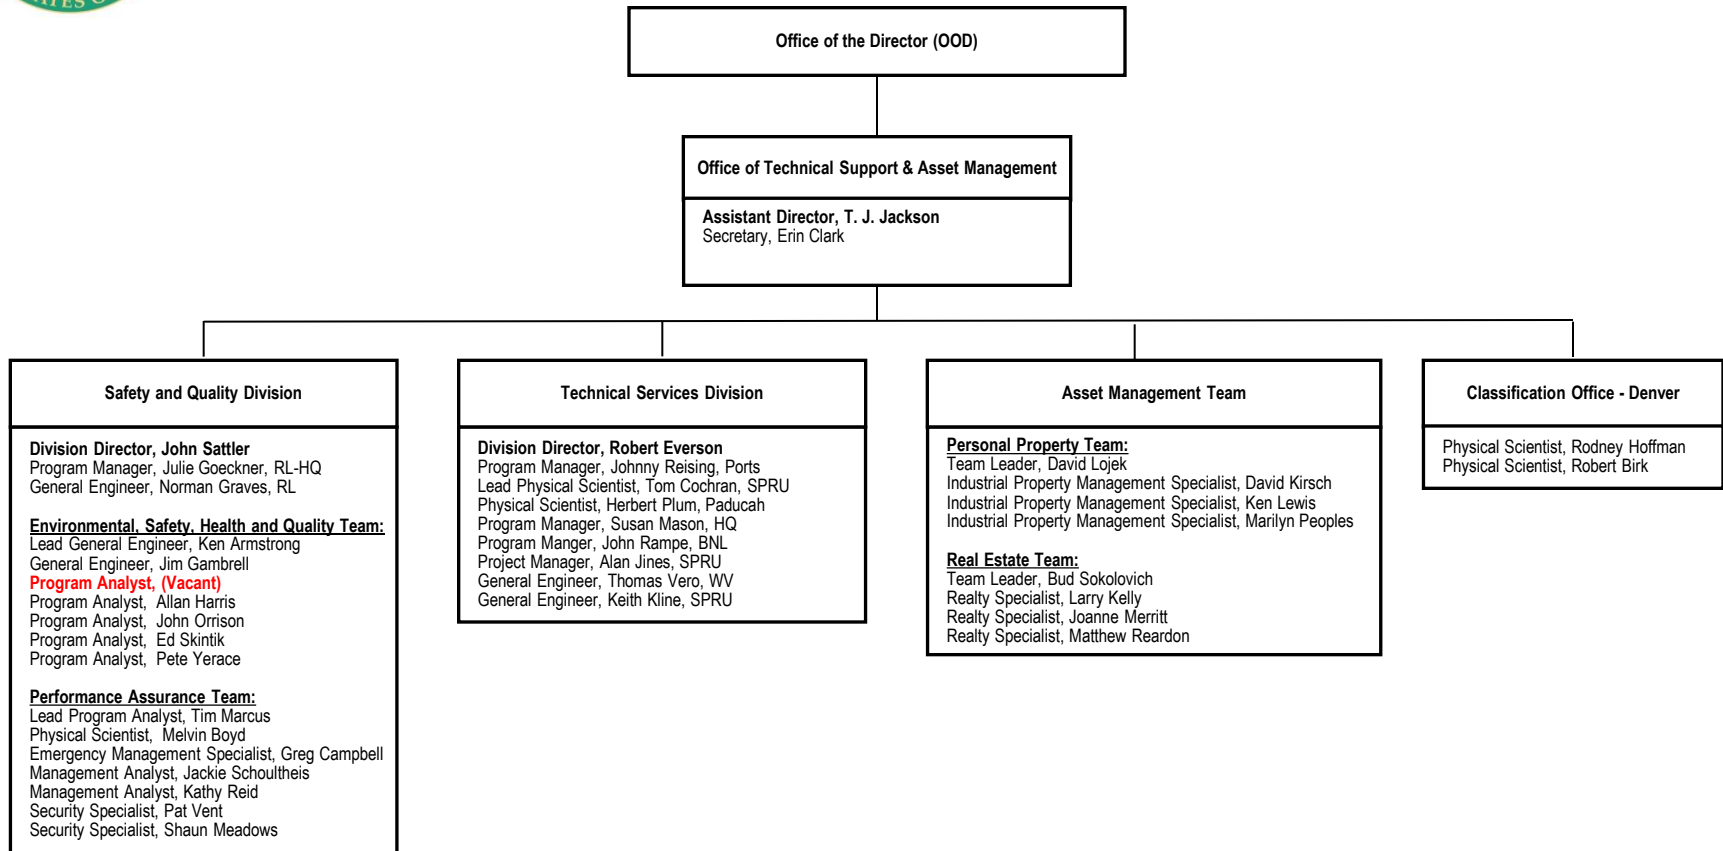 ATES O
Office of the Director (OOD)
Office of Technical Support & Asset Management
Assistant Director, T. J. Jackson
Secretary, Erin Clark
Safety and Quality Division
Division Director, John Sattler
Program Manager, Julie Goeckner, RL-HQ
General Engineer, Norman Graves, RL
Environmental, Safety, Health and Quality Team:
Lead General Engineer, Ken Armstrong
General Engineer, Jim Gambrell
Program Analyst, (Vacant)
Program Analyst, Allan Harris
Program Analyst, John Orrison
Program Analyst, Ed Skintik
Program Analyst, Pete Yerace
Performance Assurance Team:
Lead Program Analyst, Tim Marcus
Physical Scientist, Melvin Boyd
Emergency Management Specialist, Greg Campbell
Management Analyst, Jackie Schoultheis
Management Analyst, Kathy Reid
Security Specialist, Pat Vent
Security Specialist, Shaun Meadows
Technical Services Division
Division Director, Robert Everson
Program Manager, Johnny Reising, Ports
Lead Physical Scientist, Tom Cochran, SPRU
Physical Scientist, Herbert Plum, Paducah
Program Manager, Susan Mason, HQ
Program Manger, John Rampe, BNL
Project Manager, Alan Jines, SPRU
General Engineer, Thomas Vero, WV
General Engineer, Keith Kline, SPRU
Asset Management Team
Personal Property Team:
Team Leader, David Lojek
Industrial Property Management Specialist, David Kirsch
Industrial Property Management Specialist, Ken Lewis
Industrial Property Management Specialist, Marilyn Peoples
Real Estate Team:
Team Leader, Bud Sokolovich
Realty Specialist, Larry Kelly
Realty Specialist, Joanne Merritt
Realty Specialist, Matthew Reardon
Classification Office - Denver
Physical Scientist, Rodney Hoffman
Physical Scientist, Robert Birk